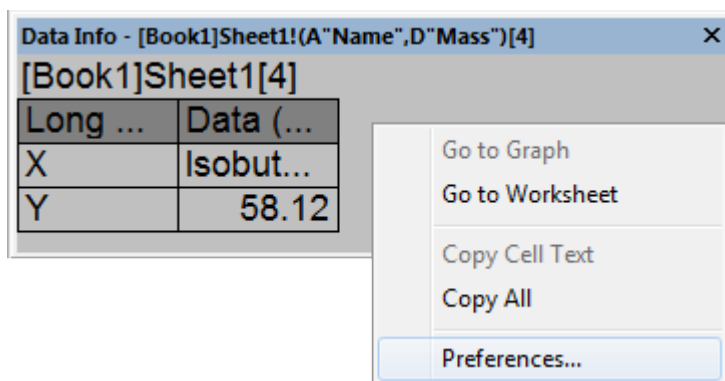 Data Info - [Book1]Sheet1!(A"Name",D"Mass")[4]
[Book1]Sheet1[4]
Long ... Data (...
X Isobut...
Y 58.12
Go to Graph
Go to Worksheet
Copy Cell Text
Copy All
Preferences...